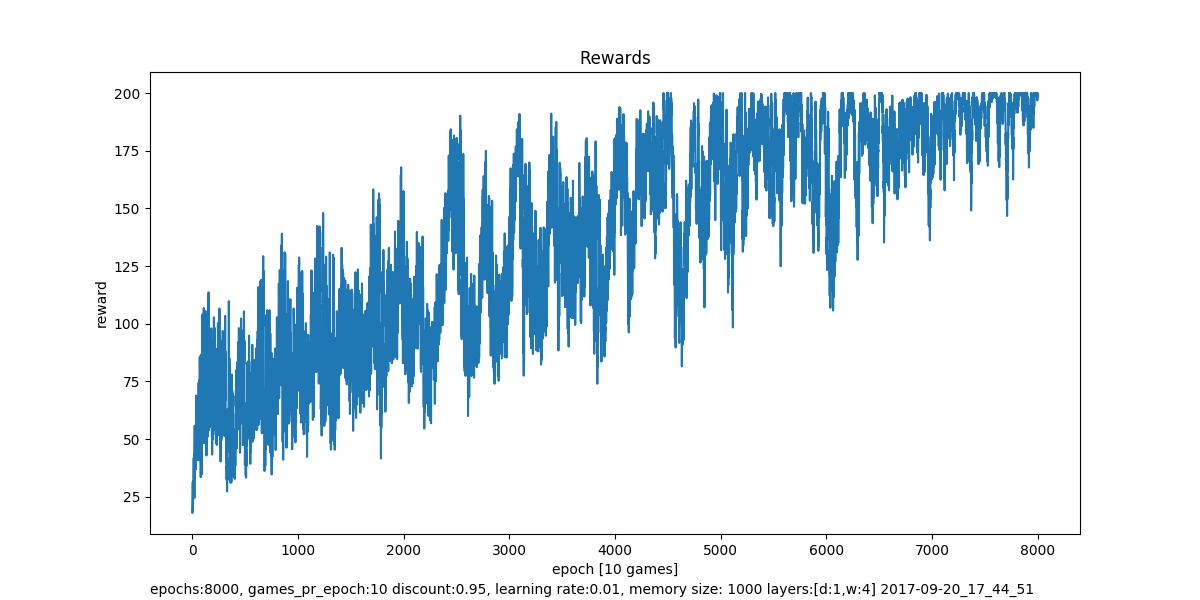 Rewards
200
175
150
125
100
75
50
25
reward
0 1000 2000 3000 4000 5000 6000 7000 8000
epoch [10 games]
epochs:8000, games_pr_epoch:10 discount:0.95, learning rate:0.01, memory size: 1000 layers:[d:1,w:4] 2017-09-20_17_44_51